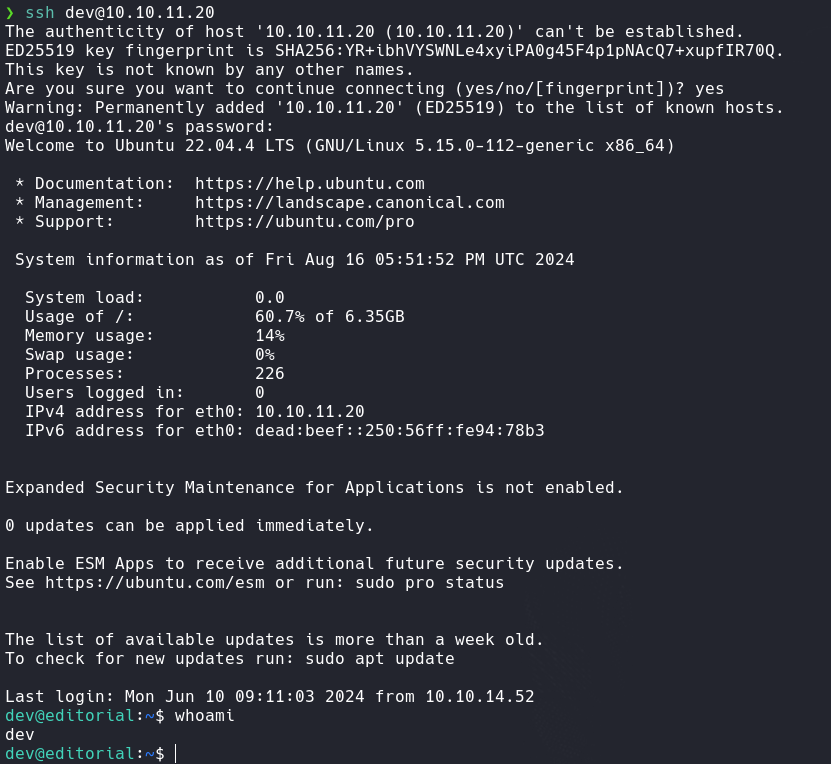 ❯ ssh dev@10.10.11.20
The authenticity of host '10.10.11.20 (10.10.11.20)' can't be established.
ED25519 key fingerprint is SHA256:YR+ibhVYSWNLe4xyiPA0g45F4p1pNAcQ7+xupfIR70Q.
This key is not known by any other names.
Are you sure you want to continue connecting (yes/no/[fingerprint])? yes
Warning: Permanently added '10.10.11.20' (ED25519) to the list of known hosts.
dev@10.10.11.20's password:
Welcome to Ubuntu 22.04.4 LTS (GNU/Linux 5.15.0-112-generic x86_64)

 * Documentation:  https://help.ubuntu.com
 * Management:     https://landscape.canonical.com
 * Support:        https://ubuntu.com/pro

 System information as of Fri Aug 16 05:51:52 PM UTC 2024

  System load:           0.0
  Usage of /:            60.7% of 6.35GB
  Memory usage:          14%
  Swap usage:            0%
  Processes:             226
  Users logged in:       0
  IPv4 address for eth0: 10.10.11.20
  IPv6 address for eth0: dead:beef::250:56ff:fe94:78b3


Expanded Security Maintenance for Applications is not enabled.

0 updates can be applied immediately.

Enable ESM Apps to receive additional future security updates.
See https://ubuntu.com/esm or run: sudo pro status


The list of available updates is more than a week old.
To check for new updates run: sudo apt update

Last login: Mon Jun 10 09:11:03 2024 from 10.10.14.52
dev@editorial:~$ whoami
dev
dev@editorial:~$